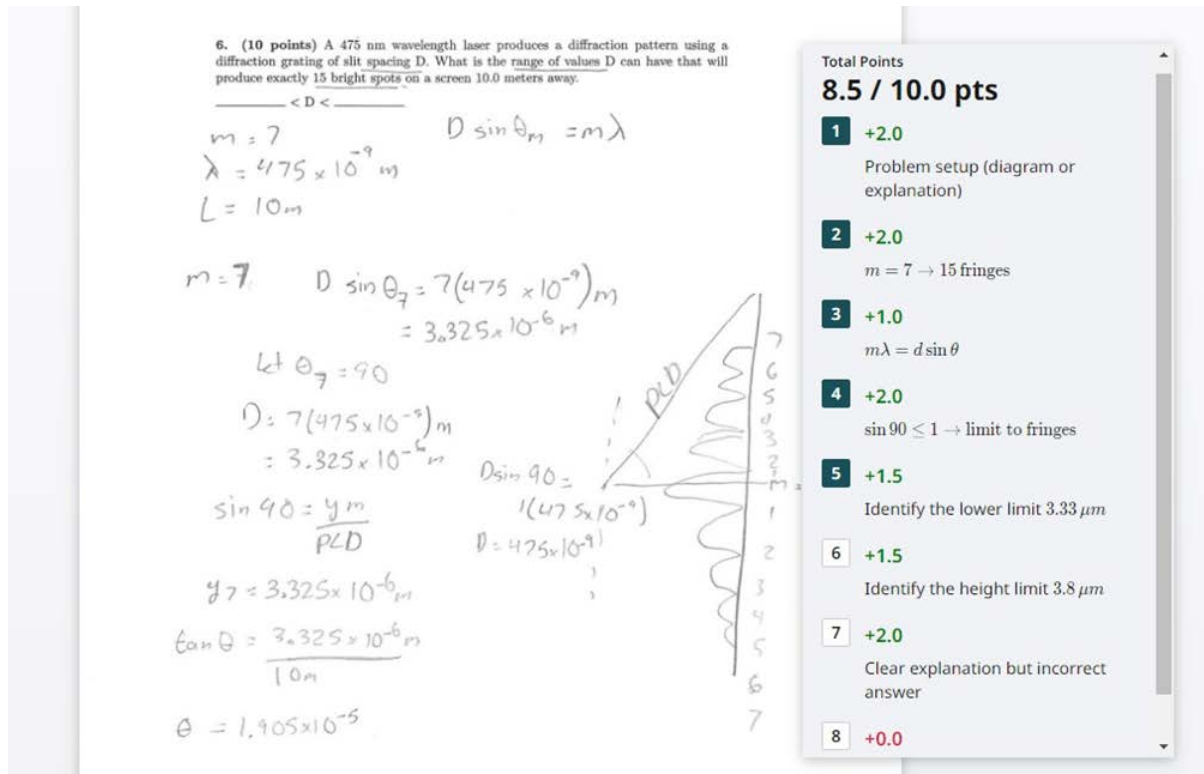 6. (10 points) A 475 nm wavelength laser produces a diffraction pattern using a
diffraction grating of slit spacing D. What is the range of values D can have that will
produce exactly 15 bright spots on a screen 10.0 meters away.
________ < D < ________
m = 7
D sin θₘ = mλ
λ = 475 × 10⁻⁹ m
L = 10m
m = 7
D sin θ₇ = 7(475 × 10⁻⁹)m
= 3.325 × 10⁻⁶ m
let θ₇ = 90
D = 7(475×10⁻⁹)m
= 3.325 × 10⁻⁶ m
sin 90 = ym
PLD
y7 = 3.325 × 10⁻⁶ m
tan θ = 3.325 × 10⁻⁶ m
10m
θ = 1.905×10⁻⁵
Dsin 90 =
1(475×10⁻⁹)
D = 475×10⁻⁹
PLD
7
6
5
4
3
2
m =
1
2
3
4
5
6
7
Total Points
8.5 / 10.0 pts
1 +2.0
Problem setup (diagram or
explanation)
2 +2.0
m = 7 → 15 fringes
3 +1.0
mλ = d sin θ
4 +2.0
sin 90 ≤ 1 → limit to fringes
5 +1.5
Identify the lower limit 3.33 μm
6 +1.5
Identify the height limit 3.8 μm
7 +2.0
Clear explanation but incorrect
answer
8 +0.0